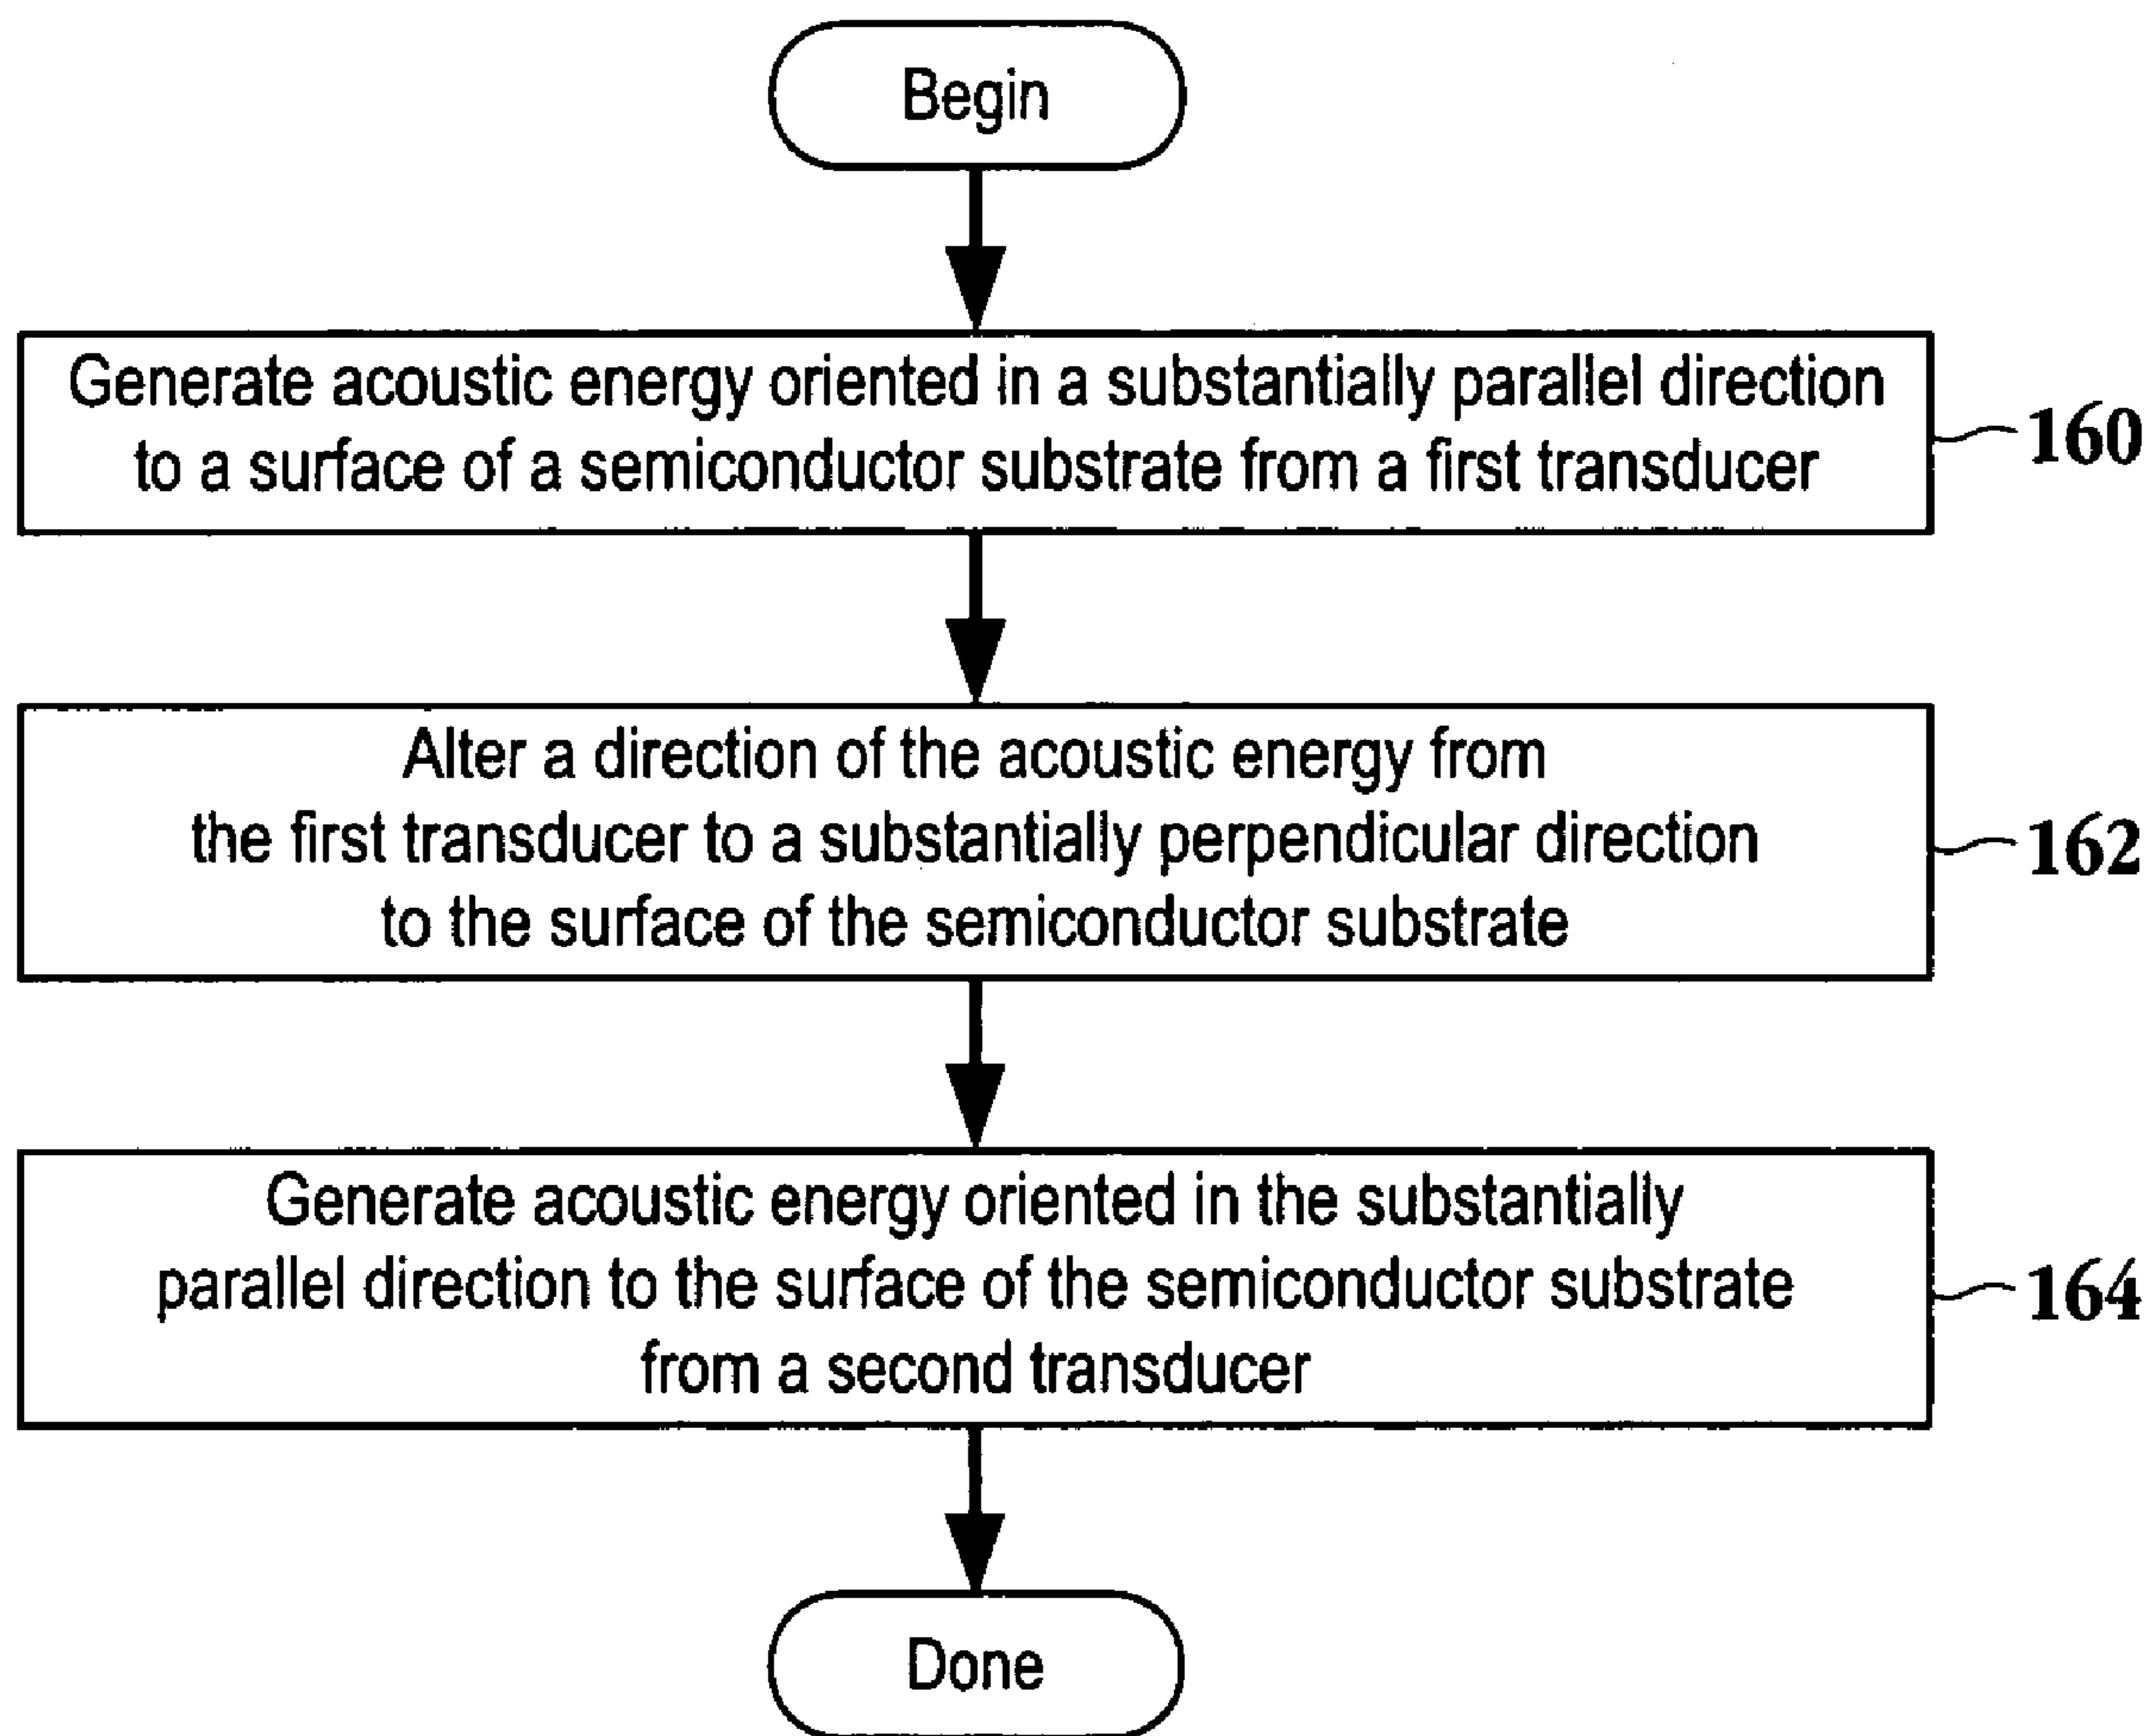 Begin
Generate acoustic energy oriented in a substantially parallel direction
to a surface of a semiconductor substrate from a first transducer
160
Alter a direction of the acoustic energy from
the first transducer to a substantially perpendicular direction
to the surface of the semiconductor substrate
162
Generate acoustic energy oriented in the substantially
parallel direction to the surface of the semiconductor substrate
from a second transducer
164
Done